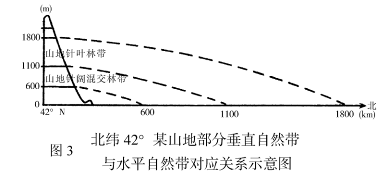 (m)
1800
山地针叶林带
1100
山地针阔混交林带
600
0
42° N
600
1100
1800 (km)
北
图 3
北纬 42° 某山地部分垂直自然带
与水平自然带对应关系示意图